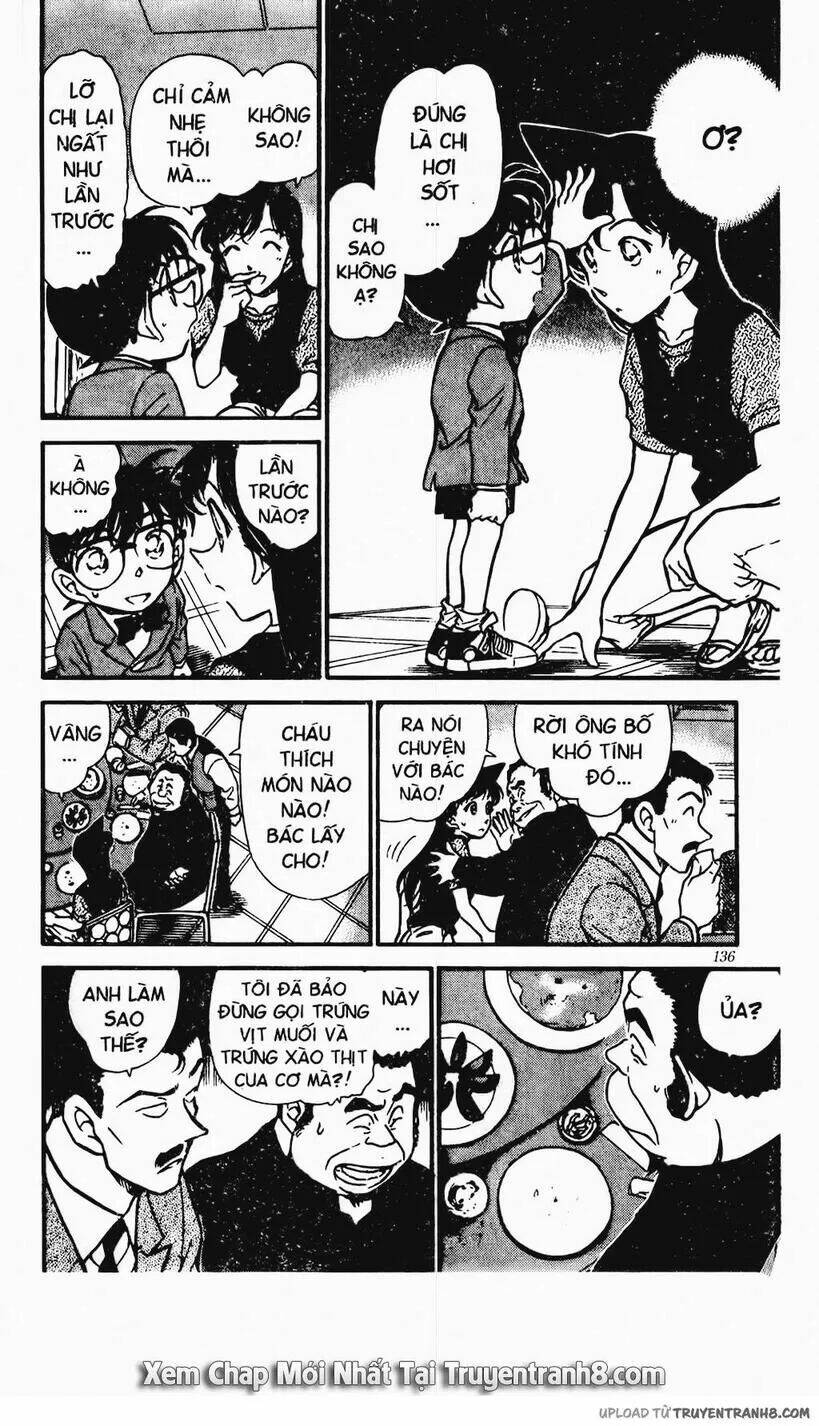 Ơ?
ĐÚNG
LÀ CHỊ
HƠI
SỐT
...
CHỊ
SAO
KHÔNG
Ạ?
KHÔNG
SAO!
CHỈ CẢM
NHẸ
THÔI
MÀ...
LỠ
CHỊ LẠI
NGẤT
NHƯ
LẦN
TRƯỚC
...
LẦN
TRƯỚC
NÀO?
À
KHÔNG
...
RỜI ÔNG BỐ
KHÓ TÍNH
ĐÓ...
RA NÓI
CHUYỆN
VỚI BÁC
NÀO!
CHÁU
THÍCH
MÓN NÀO
NÀO!
BÁC LẤY
CHO!
VÂNG
...
136
ỦA?
NÀY
...
TÔI ĐÃ BẢO
ĐỪNG GỌI TRỨNG
VỊT MUỐI VÀ
TRỨNG XÀO THỊT
CUA CƠ MÀ?!
ANH LÀM
SAO
THẾ?
Xem Chap Mới Nhất Tại Truyentranh8.com
UPLOAD TỪ TRUYENTRANH8.COM